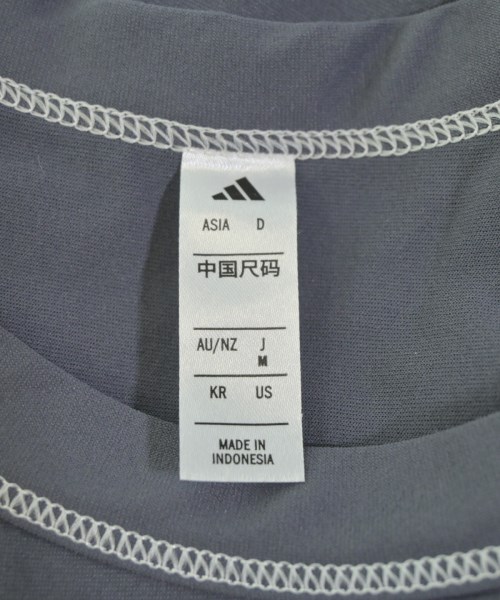 ASIA D
中国尺码
AU/NZ J
M
KR US
MADE IN
INDONESIA